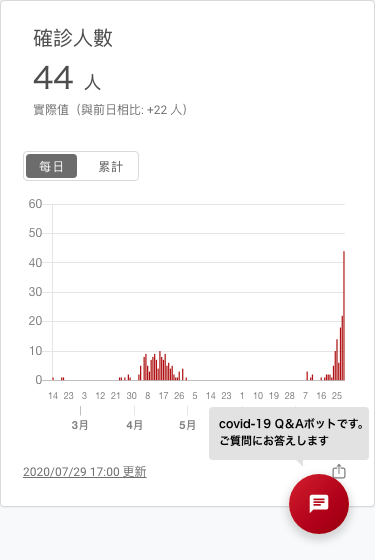 確診人數
44 人
實際值（與前日相比: +22 人）
每日 累計
60
50
40
30
20
10
0
14 23 3 12 21 30 8 17 26 5 14 23 1 10 19 28 7 16 25
3月 4月 5月
covid-19 Q&Aボットです。
ご質問にお答えします
2020/07/29 17:00 更新